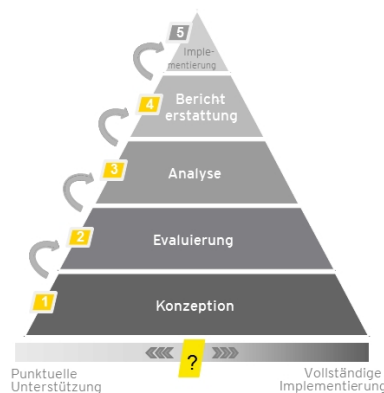 5
Imple-
mentierung
4
Bericht
erstattung
3
Analyse
2
Evaluierung
1
Konzeption
?
Punktuelle
Unterstützung
Vollständige
Implementierung